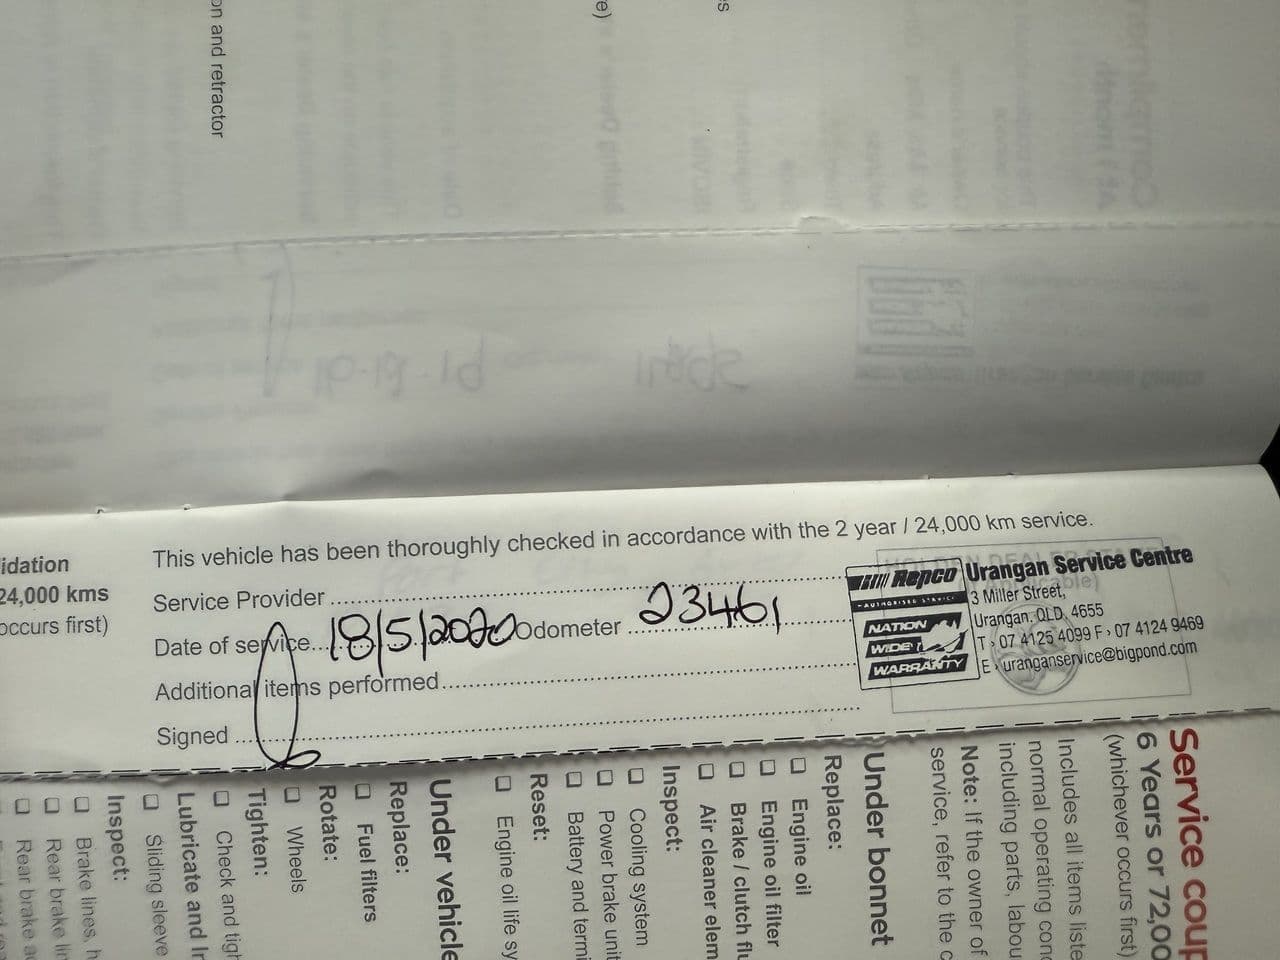 on and retractor
This vehicle has been thoroughly checked in accordance with the 2 year / 24,000 km service.
idation
24,000 kms
occurs first)
Service Provider
Date of service 18/5/2020 Odometer 23461
Additional items performed
Signed
Repco Urangan Service Centre
AUTHORISED SERVICE
NATION
WIDE
WARRANTY
3 Miller Street,
Urangan, QLD, 4655
T > 07 4125 4099 F > 07 4124 9469
E > uranganservice@bigpond.com
Service coup
6 Years or 72,00
(whichever occurs first)
Includes all items liste
normal operating cond
including parts, labou
Note: If the owner of
service, refer to the c
Under bonnet
Replace:
Engine oil
Engine oil filter
Brake / clutch flu
Air cleaner elem
Inspect:
Cooling system
Power brake unit
Battery and termi
Reset:
Engine oil life sy
Under vehicle
Replace:
Fuel filters
Rotate:
Wheels
Tighten:
Check and tigh
Lubricate and In
Sliding sleeve
Inspect:
Brake lines, h
Rear brake lin
Rear brake a